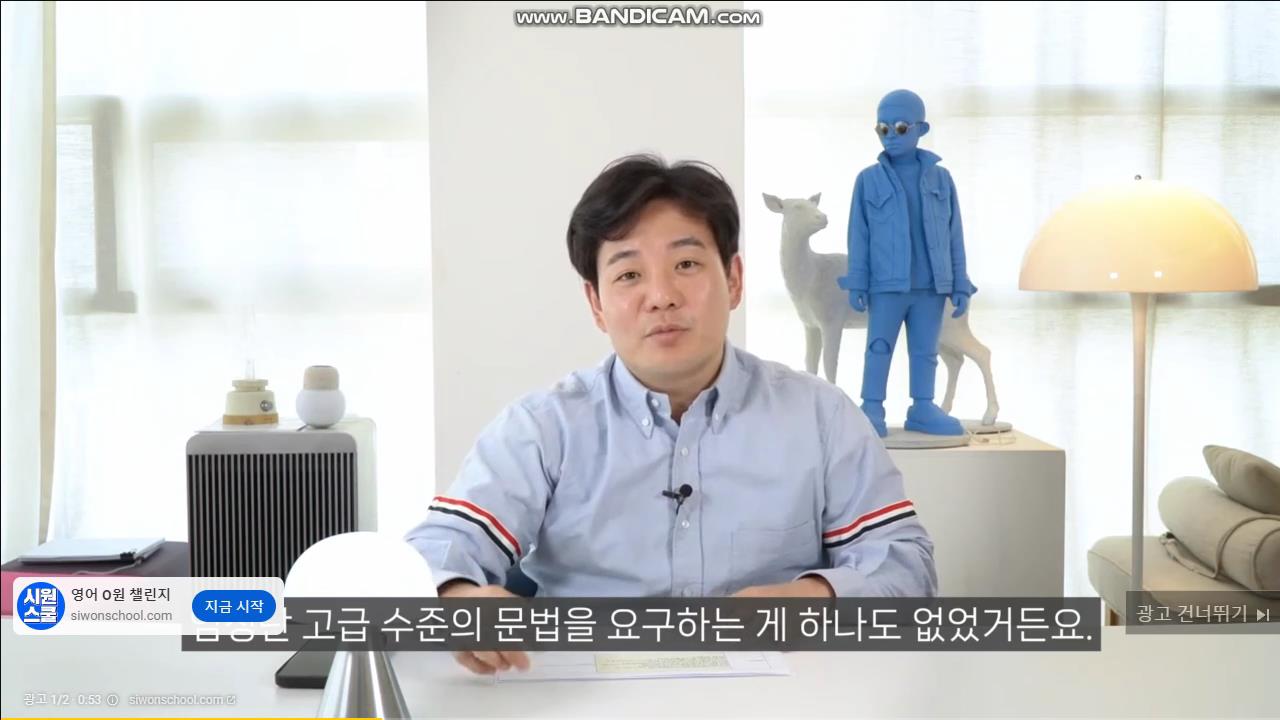 www.BANDICAM.com
시원
스쿨
영어 0원 챌린지
siwonschool.com
지금 시작
고급 수준의 문법을 요구하는 게 하나도 없었거든요.
광고 건너뛰기
광고 1/2 · 0:53
siwonschool.com